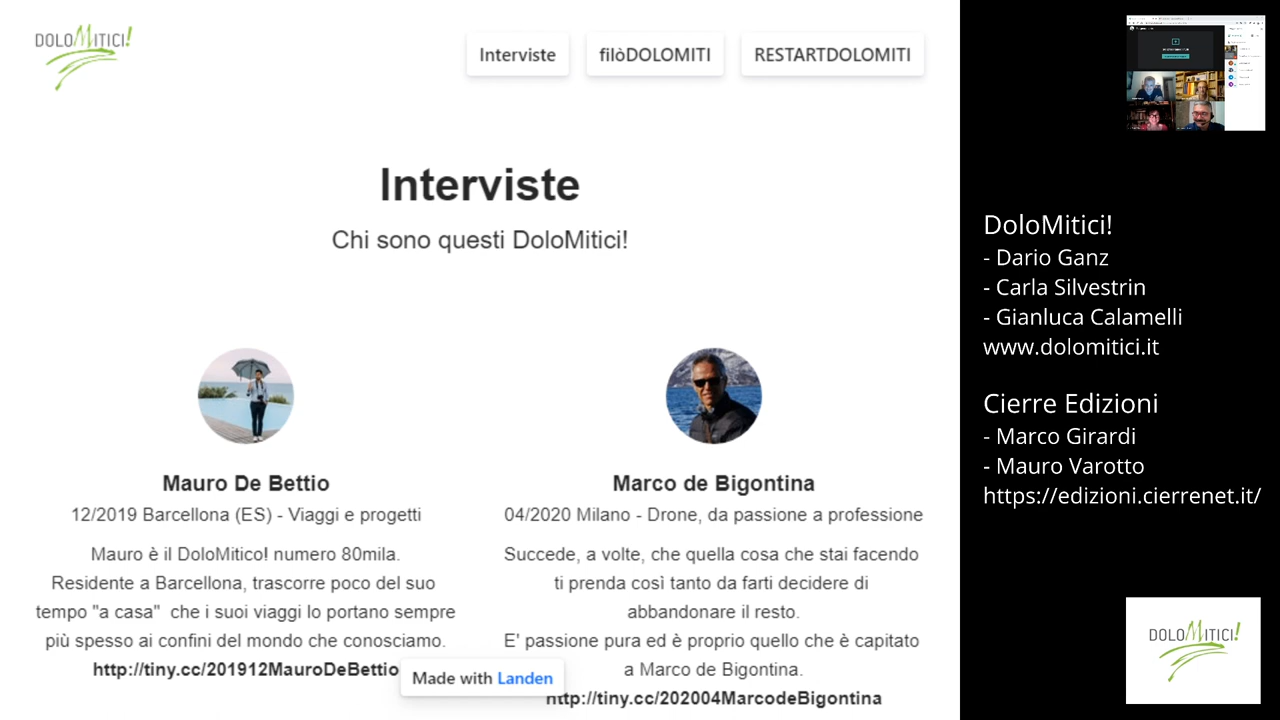 DOLOMITICI!
Interviste
filòDOLOMITI
RESTARTDOLOMITI
Interviste
Chi sono questi DoloMitici!
Mauro De Bettio
12/2019 Barcellona (ES) - Viaggi e progetti
Mauro è il DoloMitico! numero 80mila.
Residente a Barcellona, trascorre poco del suo
tempo "a casa"  che i suoi viaggi lo portano sempre
più spesso ai confini del mondo che conosciamo.
http://tiny.cc/201912MauroDeBettio
Marco de Bigontina
04/2020 Milano - Drone, da passione a professione
Succede, a volte, che quella cosa che stai facendo
ti prenda così tanto da farti decidere di
abbandonare il resto.
E' passione pura ed è proprio quello che è capitato
a Marco de Bigontina.
http://tiny.cc/202004MarcodeBigontina
Made with Landen
DoloMitici!
- Dario Ganz
- Carla Silvestrin
- Gianluca Calamelli
www.dolomitici.it
Cierre Edizioni
- Marco Girardi
- Mauro Varotto
https://edizioni.cierrenet.it/
DOLOMITICI!